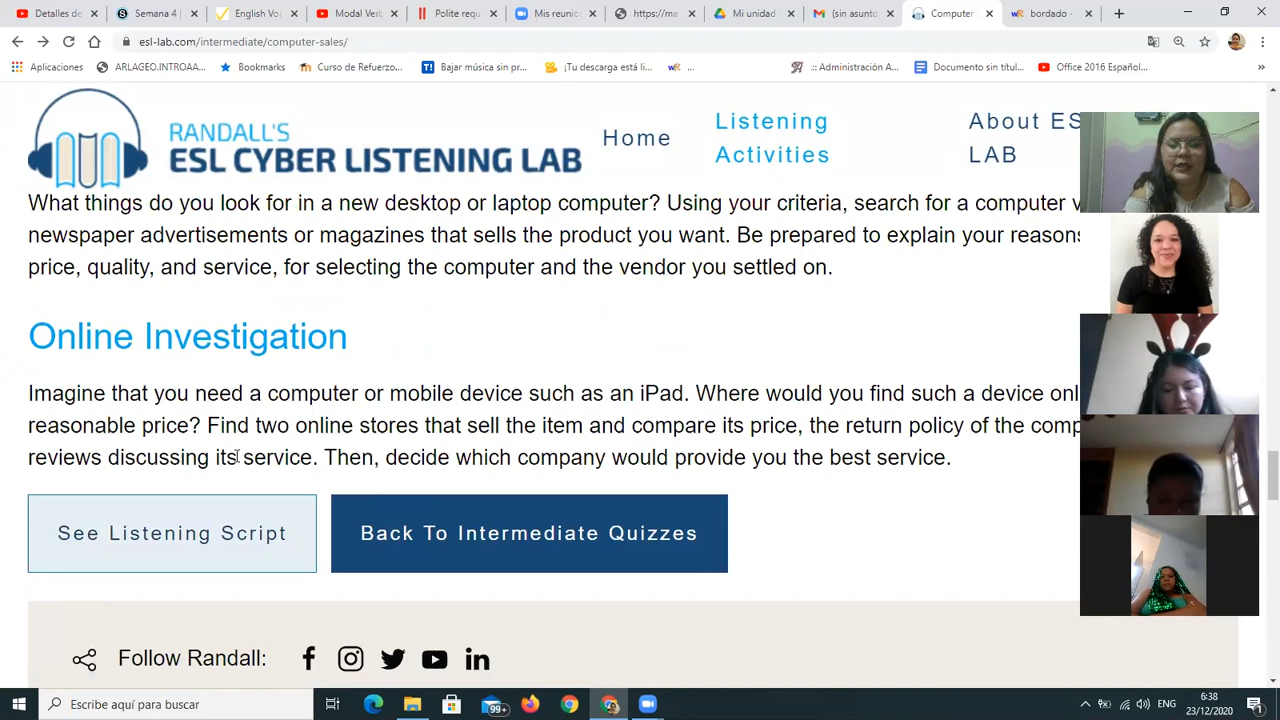 Detalles de
Semana 4 |
English Vo
Modal Verb
Polite requ
Mis reunio
https://ma
Mi unidad
(sin asunto
Computer
bordado -
esl-lab.com/intermediate/computer-sales/
Aplicaciones
ARLAGEO.INTROAA...
Bookmarks
Curso de Refuerzo...
Bajar música sin pr...
¡Tu descarga está li...
...
.:: Administración A...
Documento sin títul...
Office 2016 Español...
RANDALL'S
ESL CYBER LISTENING LAB
Home
Listening
Activities
About ES
LAB
What things do you look for in a new desktop or laptop computer? Using your criteria, search for a computer v
newspaper advertisements or magazines that sells the product you want. Be prepared to explain your reasons
price, quality, and service, for selecting the computer and the vendor you settled on.
Online Investigation
Imagine that you need a computer or mobile device such as an iPad. Where would you find such a device onl
reasonable price? Find two online stores that sell the item and compare its price, the return policy of the comp
reviews discussing its service. Then, decide which company would provide you the best service.
See Listening Script
Back To Intermediate Quizzes
Follow Randall:
Escribe aquí para buscar
99+
ENG
6:38
23/12/2020